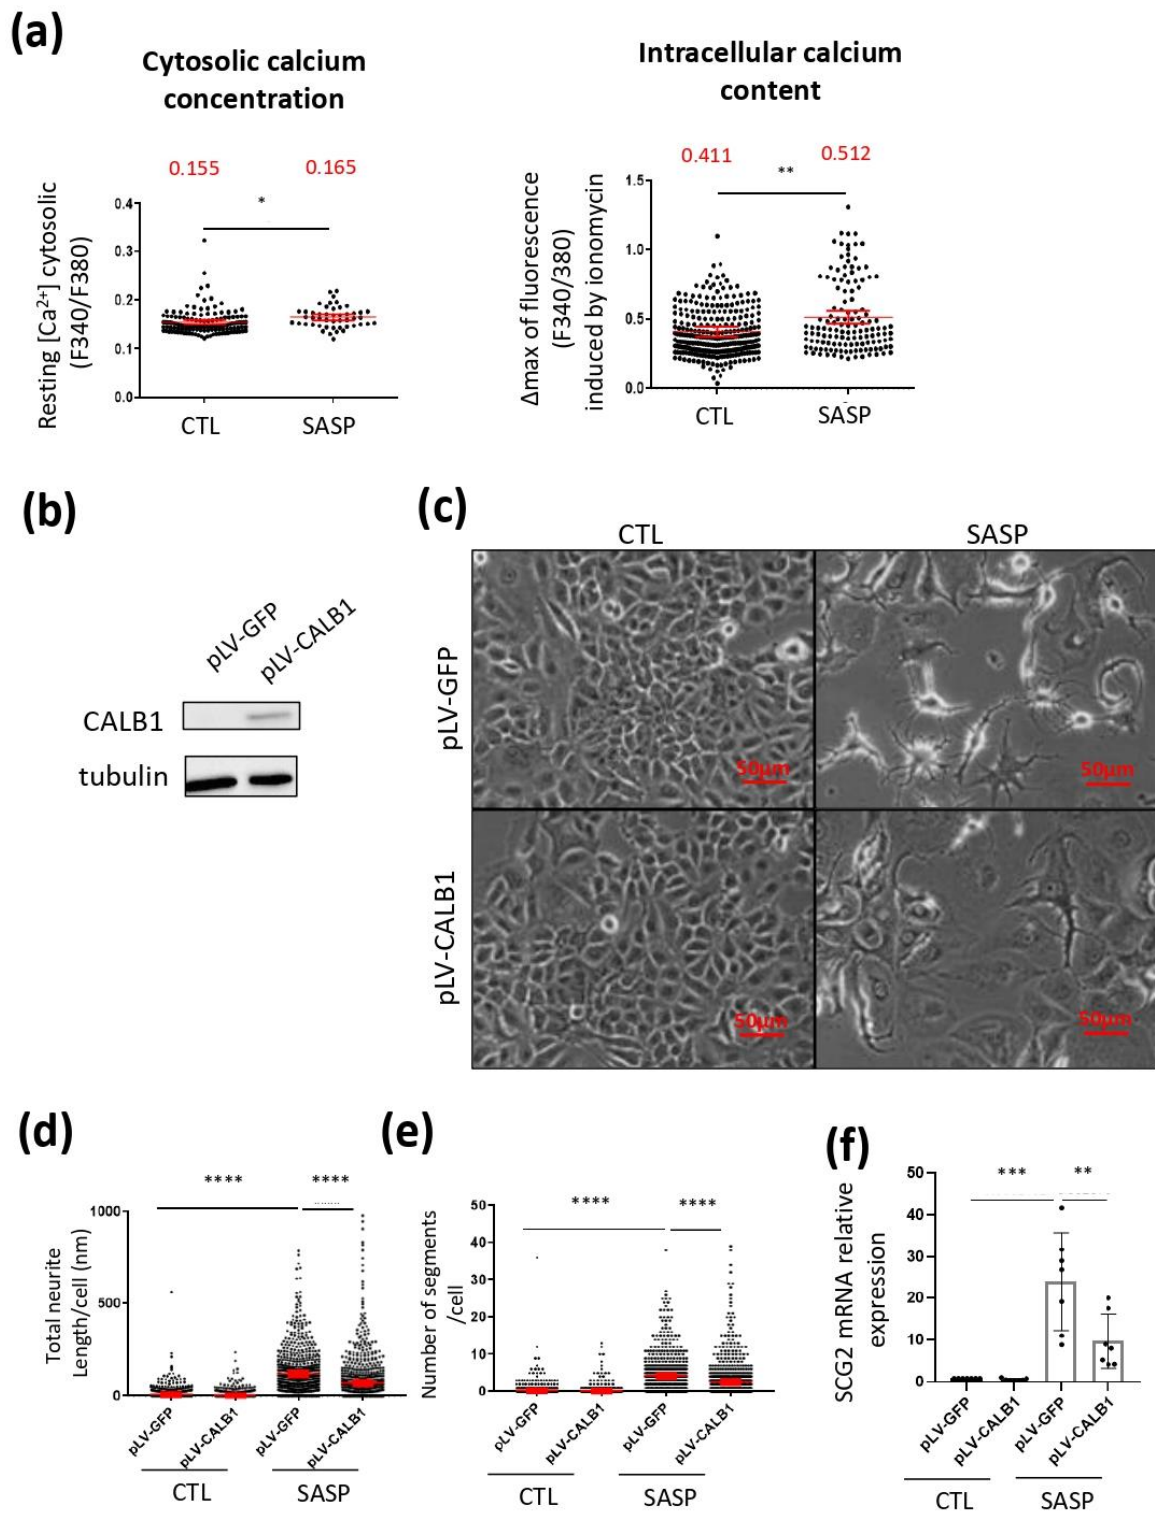 (a)
Cytosolic calcium
concentration
0.155 0.165
Resting [Ca²⁺] cytosolic
(F340/F380)
0.4
*
0.3
0.2
0.1
0.0
CTL SASP
Intracellular calcium
content
0.411 0.512
Δmax of fluorescence
(F340/380)
induced by ionomycin
1.5
**
1.0
0.5
0.0
CTL SASP
(b)
pLV-GFP
pLV-CALB1
CALB1
tubulin
(c)
CTL SASP
pLV-GFP
50µm 50µm
pLV-CALB1
50µm 50µm
(d)
**** ****
Total neurite
Length/cell (nm)
1000
500
0
pLV-GFP pLV-CALB1 pLV-GFP pLV-CALB1
CTL SASP
(e)
**** ****
Number of segments
/cell
50
40
30
20
10
0
pLV-GFP pLV-CALB1 pLV-GFP pLV-CALB1
CTL SASP
(f)
*** **
SCG2 mRNA relative
expression
50
40
30
20
10
0
pLV-GFP pLV-CALB1 pLV-GFP pLV-CALB1
CTL SASP